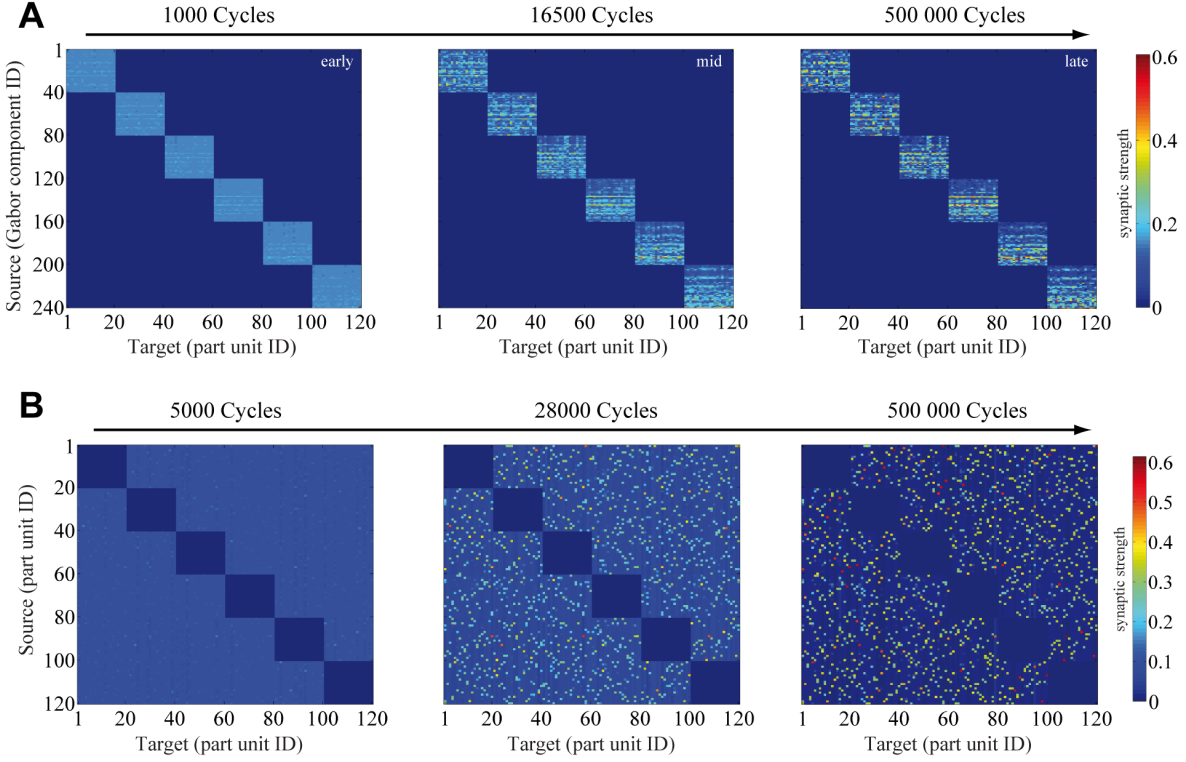 A
1000 Cycles 16500 Cycles 500 000 Cycles
early mid late
Source (Gabor component ID)
1
40
80
120
160
200
240
1 20 40 60 80 100 120
1 20 40 60 80 100 120
1 20 40 60 80 100 120
Target (part unit ID) Target (part unit ID) Target (part unit ID)
synaptic strength
0.6
0.4
0.2
0
B
5000 Cycles 28000 Cycles 500 000 Cycles
Source (part unit ID)
1
20
40
60
80
100
120
1 20 40 60 80 100 120
1 20 40 60 80 100 120
1 20 40 60 80 100 120
Target (part unit ID) Target (part unit ID) Target (part unit ID)
synaptic strength
0.6
0.5
0.4
0.3
0.2
0.1
0